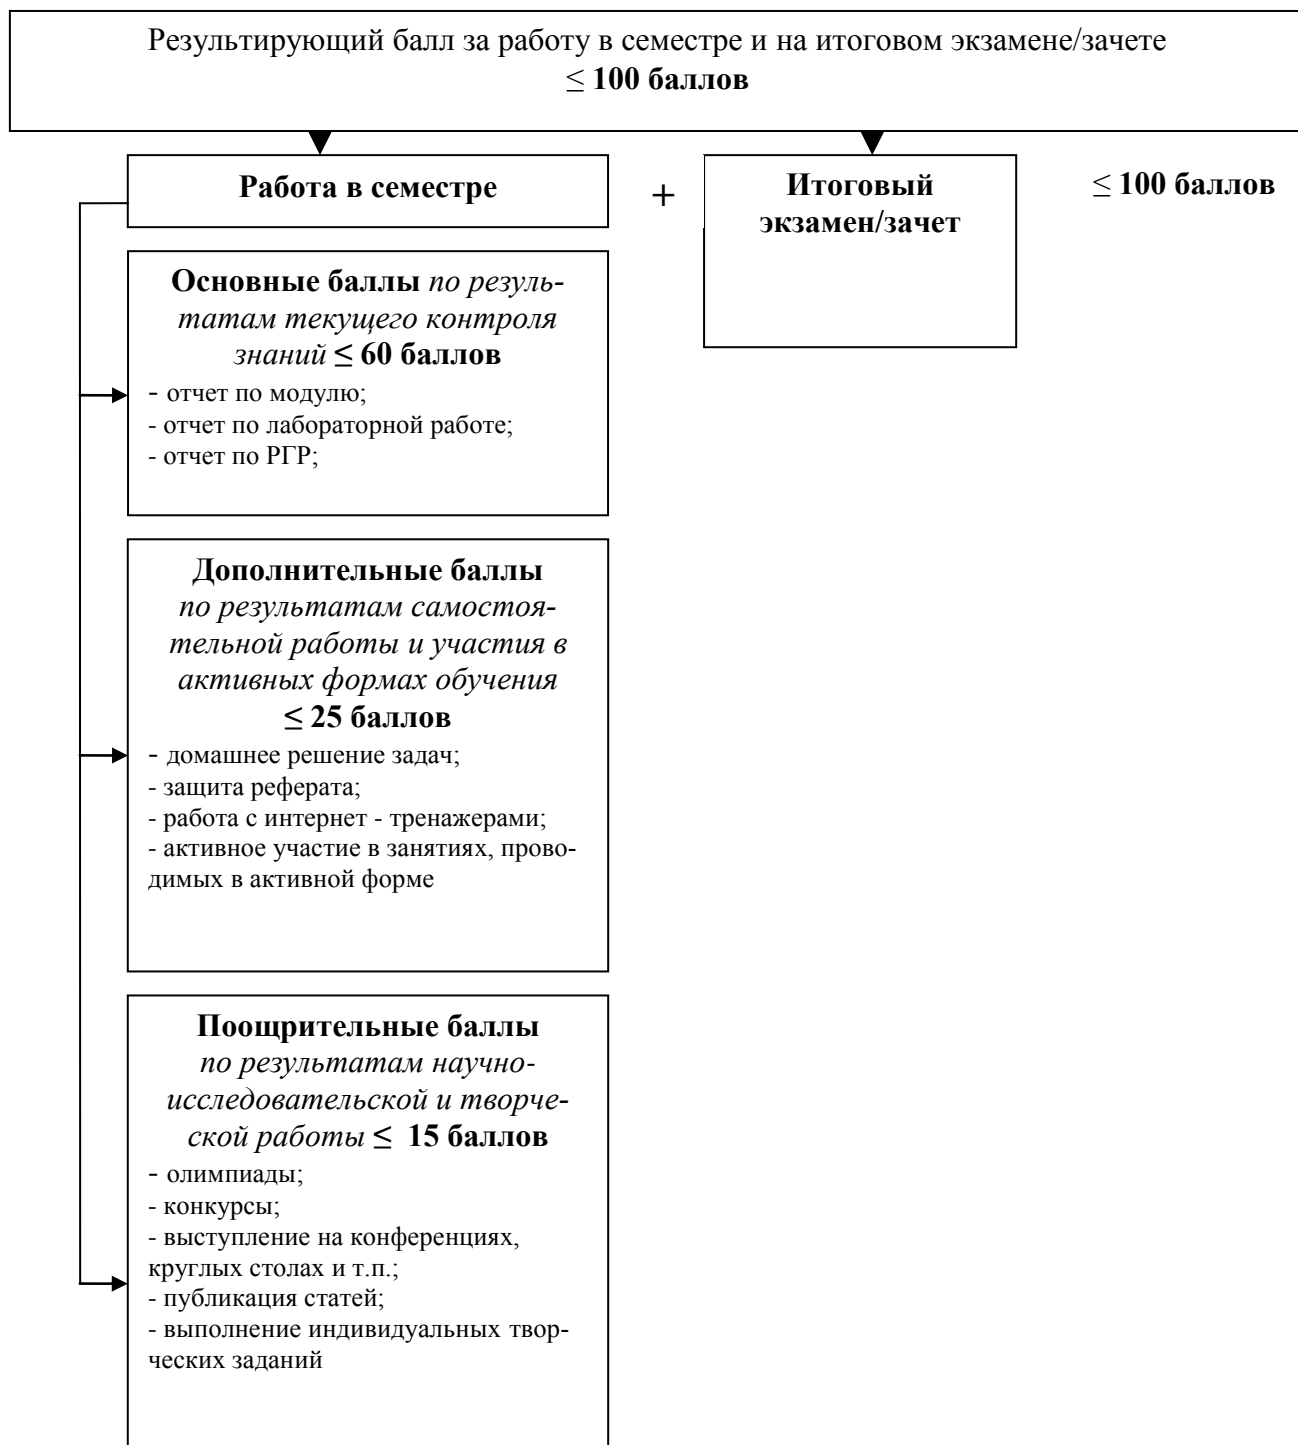 Результирующий балл за работу в семестре и на итоговом экзамене/зачете
≤ 100 баллов
Работа в семестре
+
Итоговый
экзамен/зачет
≤ 100 баллов
Основные баллы по резуль-
татам текущего контроля
знаний ≤ 60 баллов
- отчет по модулю;
- отчет по лабораторной работе;
- отчет по РГР;
Дополнительные баллы
по результатам самостоя-
тельной работы и участия в
активных формах обучения
≤ 25 баллов
- домашнее решение задач;
- защита реферата;
- работа с интернет - тренажерами;
- активное участие в занятиях, прово-
димых в активной форме
Поощрительные баллы
по результатам научно-
исследовательской и творче-
ской работы ≤ 15 баллов
- олимпиады;
- конкурсы;
- выступление на конференциях,
круглых столах и т.п.;
- публикация статей;
- выполнение индивидуальных твор-
ческих заданий